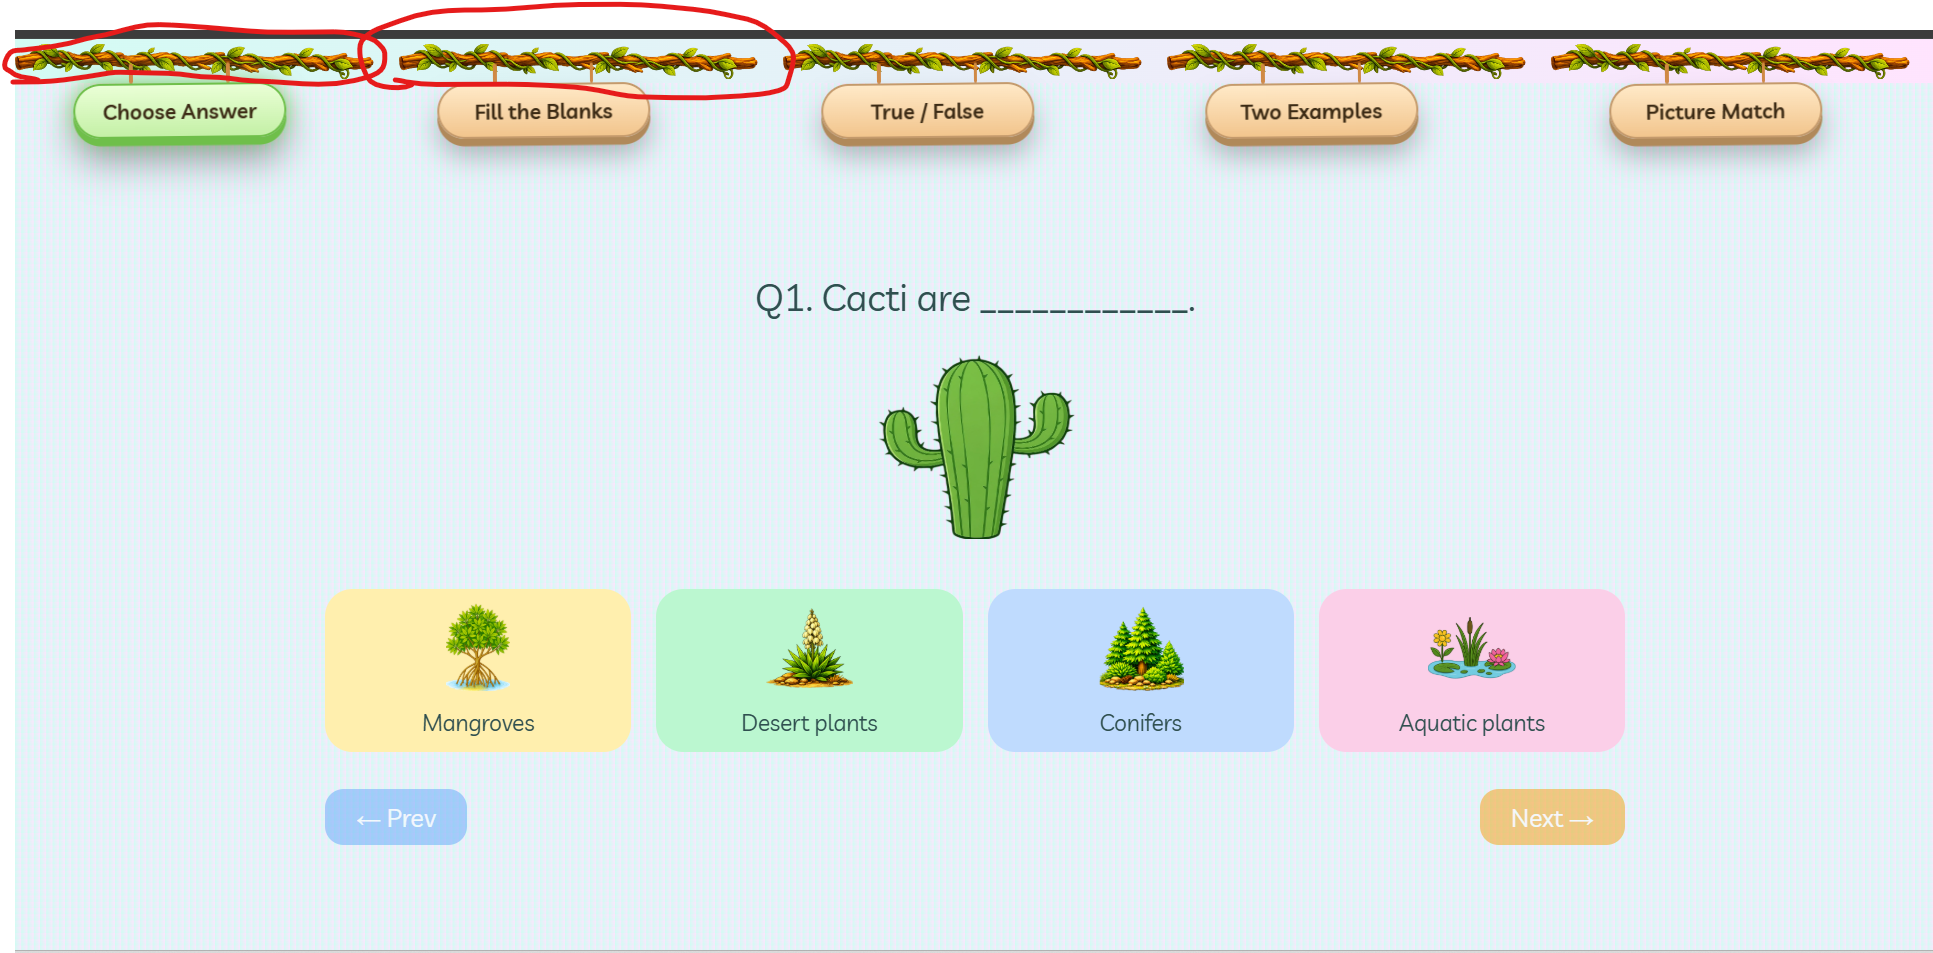 Choose Answer
Fill the Blanks
True / False
Two Examples
Picture Match
Q1. Cacti are ____________.
Mangroves
Desert plants
Conifers
Aquatic plants
← Prev
Next →